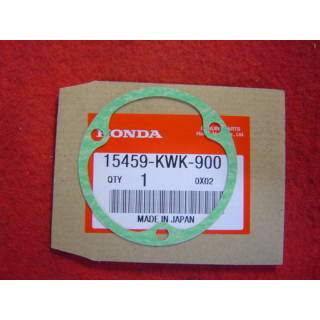 HONDA
15459-KWK-900
QTY 1 0X02
MADE IN JAPAN